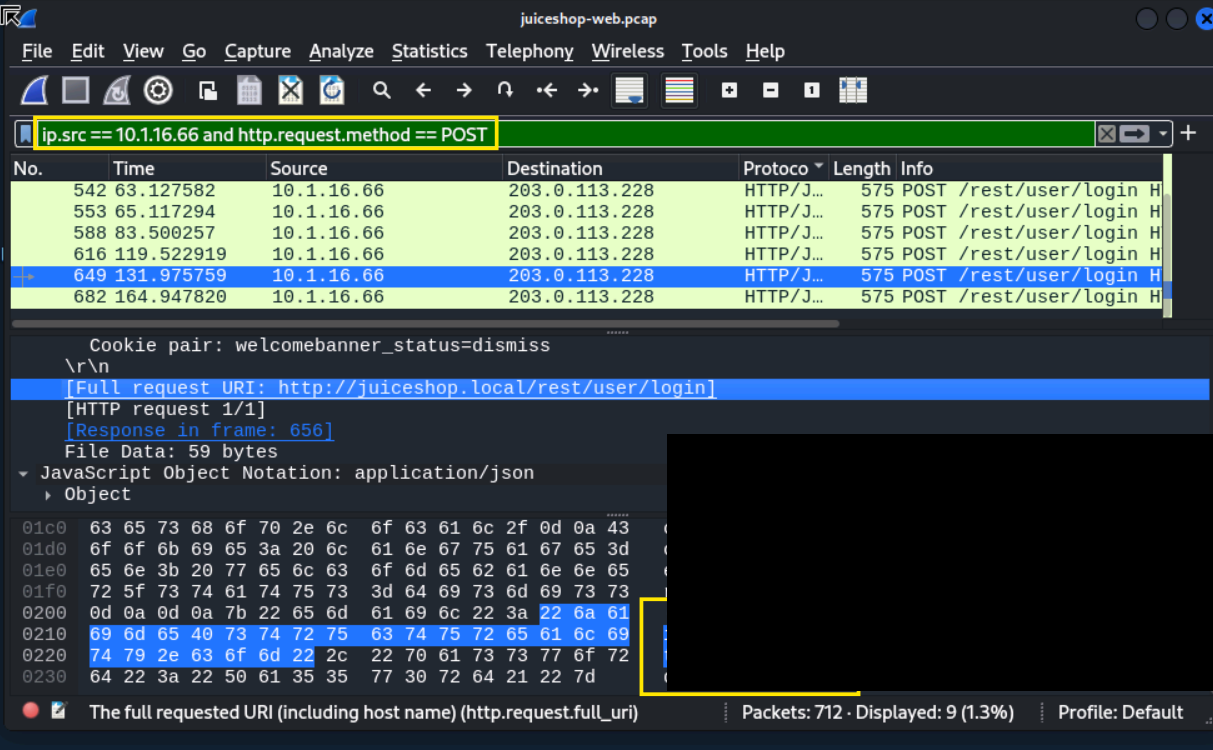 juiceshop-web.pcap
File Edit View Go Capture Analyze Statistics Telephony Wireless Tools Help
ip.src == 10.1.16.66 and http.request.method == POST
No. Time Source Destination Protoco Length Info
542 63.127582 10.1.16.66 203.0.113.228 HTTP/J… 575 POST /rest/user/login
553 65.117294 10.1.16.66 203.0.113.228 HTTP/J… 575 POST /rest/user/login
588 83.500257 10.1.16.66 203.0.113.228 HTTP/J… 575 POST /rest/user/login
616 119.522919 10.1.16.66 203.0.113.228 HTTP/J… 575 POST /rest/user/login
649 131.975759 10.1.16.66 203.0.113.228 HTTP/J… 575 POST /rest/user/login
682 164.947820 10.1.16.66 203.0.113.228 HTTP/J… 575 POST /rest/user/login H
Cookie pair: welcomebanner_status=dismiss
\r\n
[Full request URI: http://juiceshop.local/rest/user/login]
[HTTP request 1/1]
[Response in frame: 656]
File Data: 59 bytes
JavaScript Object Notation: application/json
Object
01c0 63 65 73 68 6f 70 2e 6c 6f 63 61 6c 2f 0d 0a 43
01d0 6f 6f 6b 69 65 3a 20 6c 61 6e 67 75 61 67 65 3d
01e0 65 6e 3b 20 77 65 6c 63 6f 6d 65 62 61 6e 6e 65
01f0 72 5f 73 74 61 74 75 73 3d 64 69 73 6d 69 73 73
0200 0d 0a 0d 0a 7b 22 65 6d 61 69 6c 22 3a 22 6a 61
0210 69 6d 65 40 73 74 72 75 63 74 75 72 65 61 6c 69
0220 74 79 2e 63 6f 6d 22 2c 22 70 61 73 73 77 6f 72
0230 64 22 3a 22 50 61 35 35 77 30 72 64 21 22 7d
The full requested URI (including host name) (http.request.full_uri) Packets: 712 · Displayed: 9 (1.3%) Profile: Default